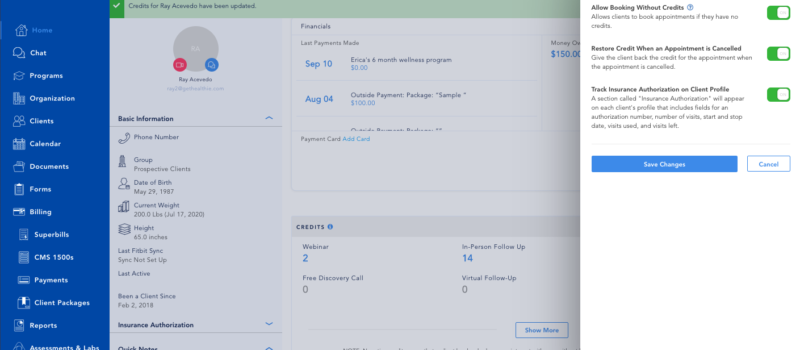 Credits for Ray Acevedo have been updated.
Home
Chat
Programs
Organization
Clients
Calendar
Documents
Forms
Billing
Superbills
CMS 1500s
Payments
Client Packages
Reports
Assessments & Labs
RA
Ray Acevedo
Basic Information
Phone Number
Group
Prospective Clients
Date of Birth
May 29, 1987
Current Weight
200.0 Lbs (Jul 17, 2020)
Height
65.0 inches
Last Fitbit Sync
Sync Not Set Up
Last Active
Been a Client Since
Feb 2, 2018
Insurance Authorization
Quick Notes
Financials
Last Payments Made
Sep 10
Erica's 6 month wellness program
$0.00
Aug 04
Outside Payment: Package: "Sample "
$100.00
Payment Card Add Card
Money Ow
$150.00
CREDITS
Webinar
2
In-Person Follow Up
14
Free Discovery Call
0
Virtual Follow-Up
0
Show More
Allow Booking Without Credits
Allows clients to book appointments if they have no
credits.
Restore Credit When an Appointment is Cancelled
Give the client back the credit for the appointment when
the appointment is cancelled.
Track Insurance Authorization on Client Profile
A section called "Insurance Authorization" will appear
on each client's profile that includes fields for an
authorization number, number of visits, start and stop
date, visits used, and visits left.
Save Changes
Cancel